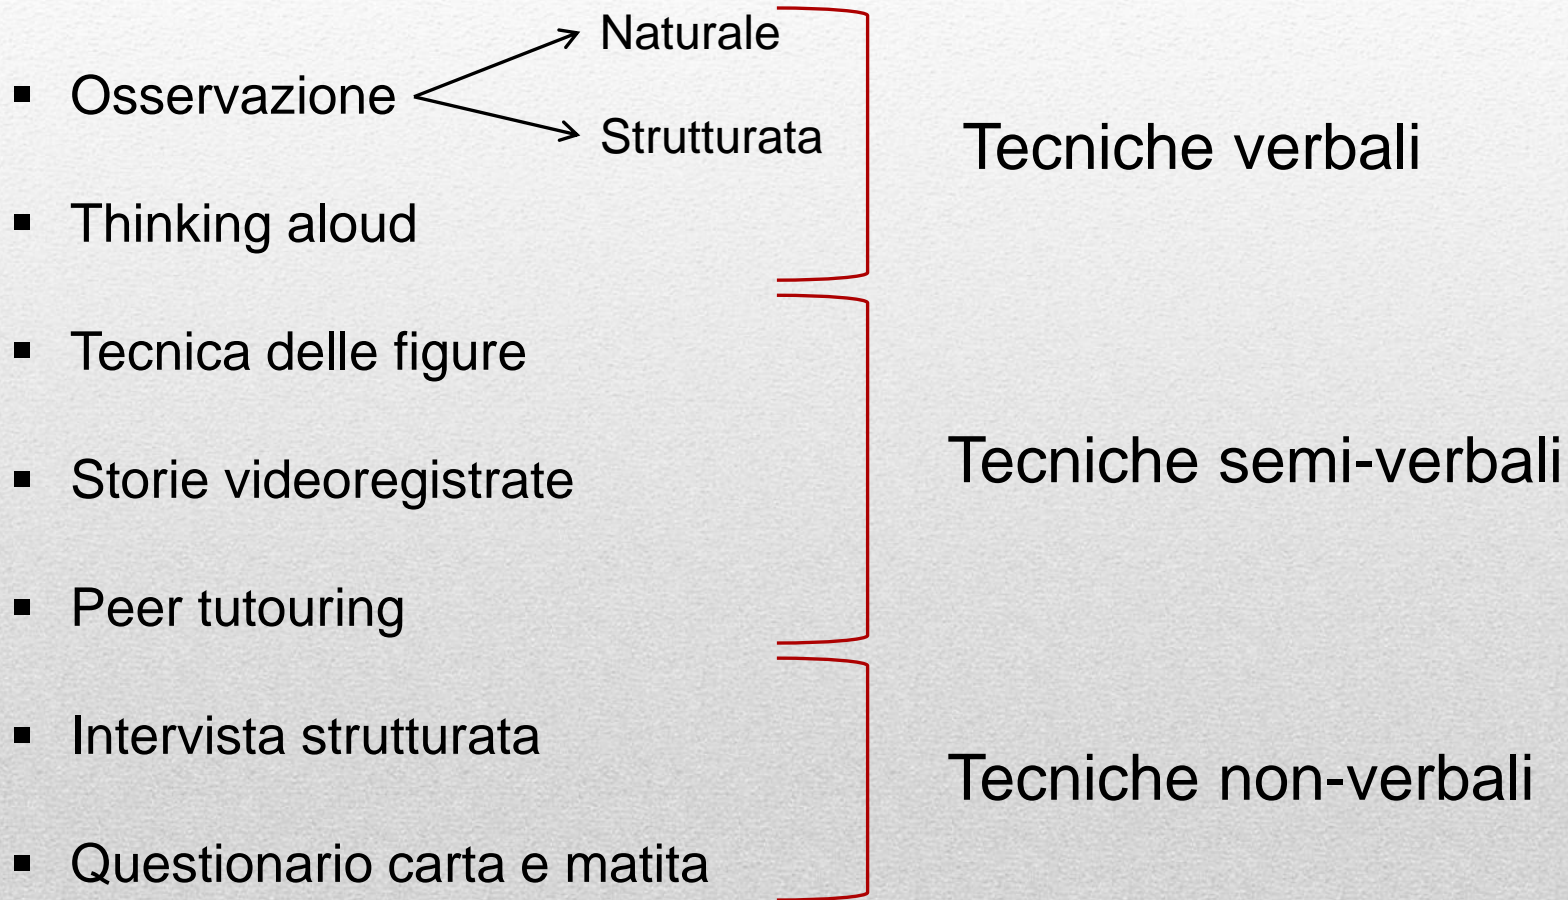 Naturale
▪ Osservazione
Strutturata
Tecniche verbali
▪ Thinking aloud
▪ Tecnica delle figure
▪ Storie videoregistrate
Tecniche semi-verbali
▪ Peer tutouring
▪ Intervista strutturata
Tecniche non-verbali
▪ Questionario carta e matita